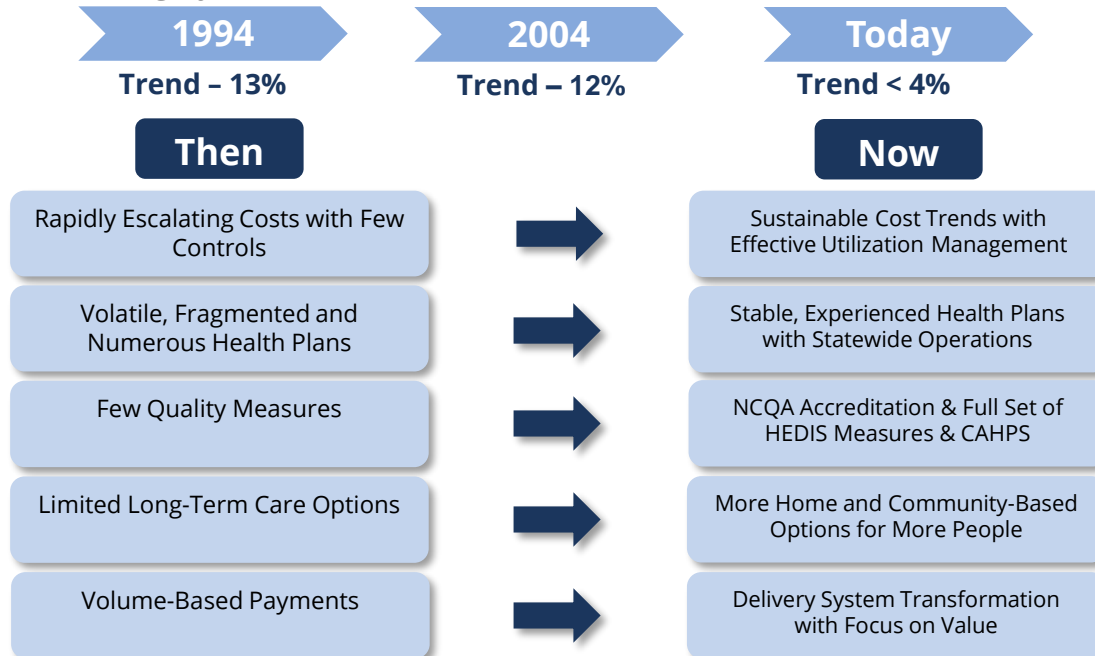 1994
2004
Today
Trend – 13%
Trend – 12%
Trend < 4%
Then
Now
Rapidly Escalating Costs with Few
Controls
Sustainable Cost Trends with
Effective Utilization Management
Volatile, Fragmented and
Numerous Health Plans
Stable, Experienced Health Plans
with Statewide Operations
Few Quality Measures
NCQA Accreditation & Full Set of
HEDIS Measures & CAHPS
Limited Long-Term Care Options
More Home and Community-Based
Options for More People
Volume-Based Payments
Delivery System Transformation
with Focus on Value